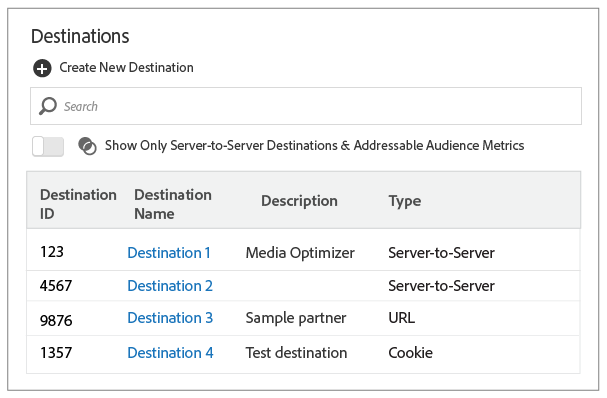 Destinations
Create New Destination
Search
Show Only Server-to-Server Destinations & Addressable Audience Metrics
Destination ID Destination Name Description Type
123 Destination 1 Media Optimizer Server-to-Server
4567 Destination 2 Server-to-Server
9876 Destination 3 Sample partner URL
1357 Destination 4 Test destination Cookie